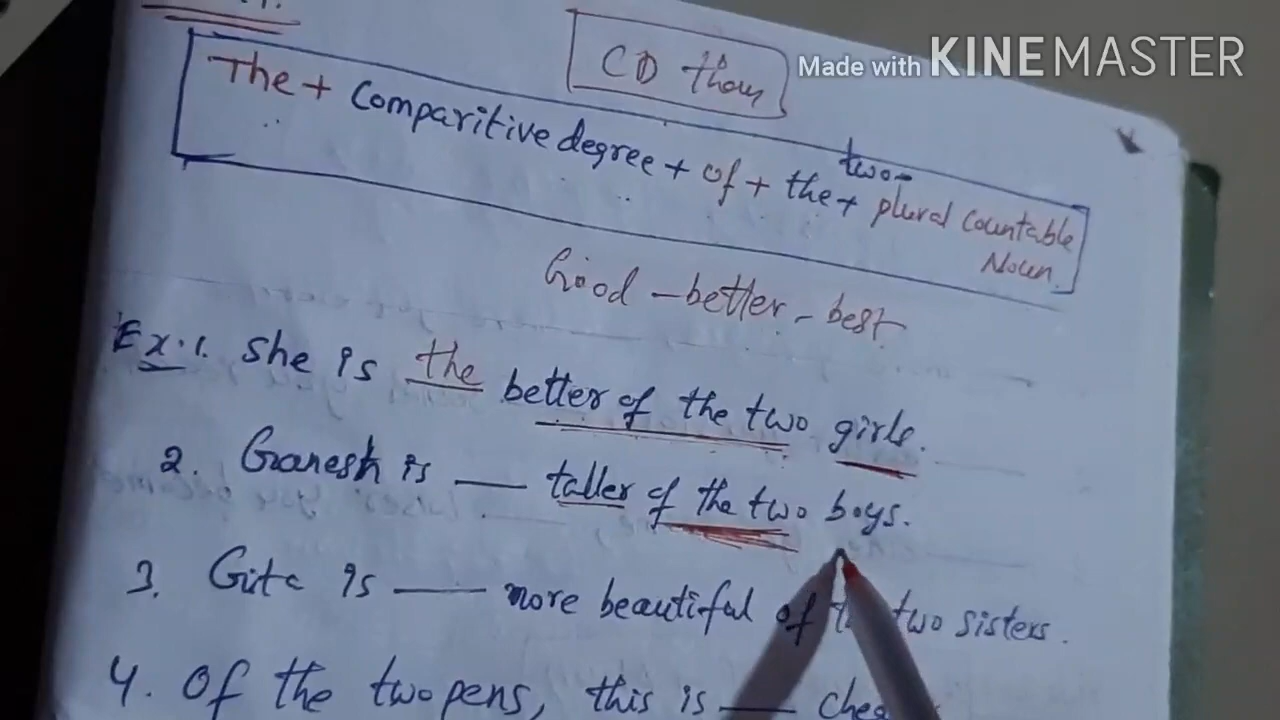 CD than
Made with KINEMASTER
The + Comparitive degree + of + the + two plural Countable
Noun
Good - better - best
Ex.1. She is the better of the two girls.
2. Ganesh is ___ taller of the two boys.
3. Gita is ___ more beautiful of two sisters.
4. Of the two pens, this is ___